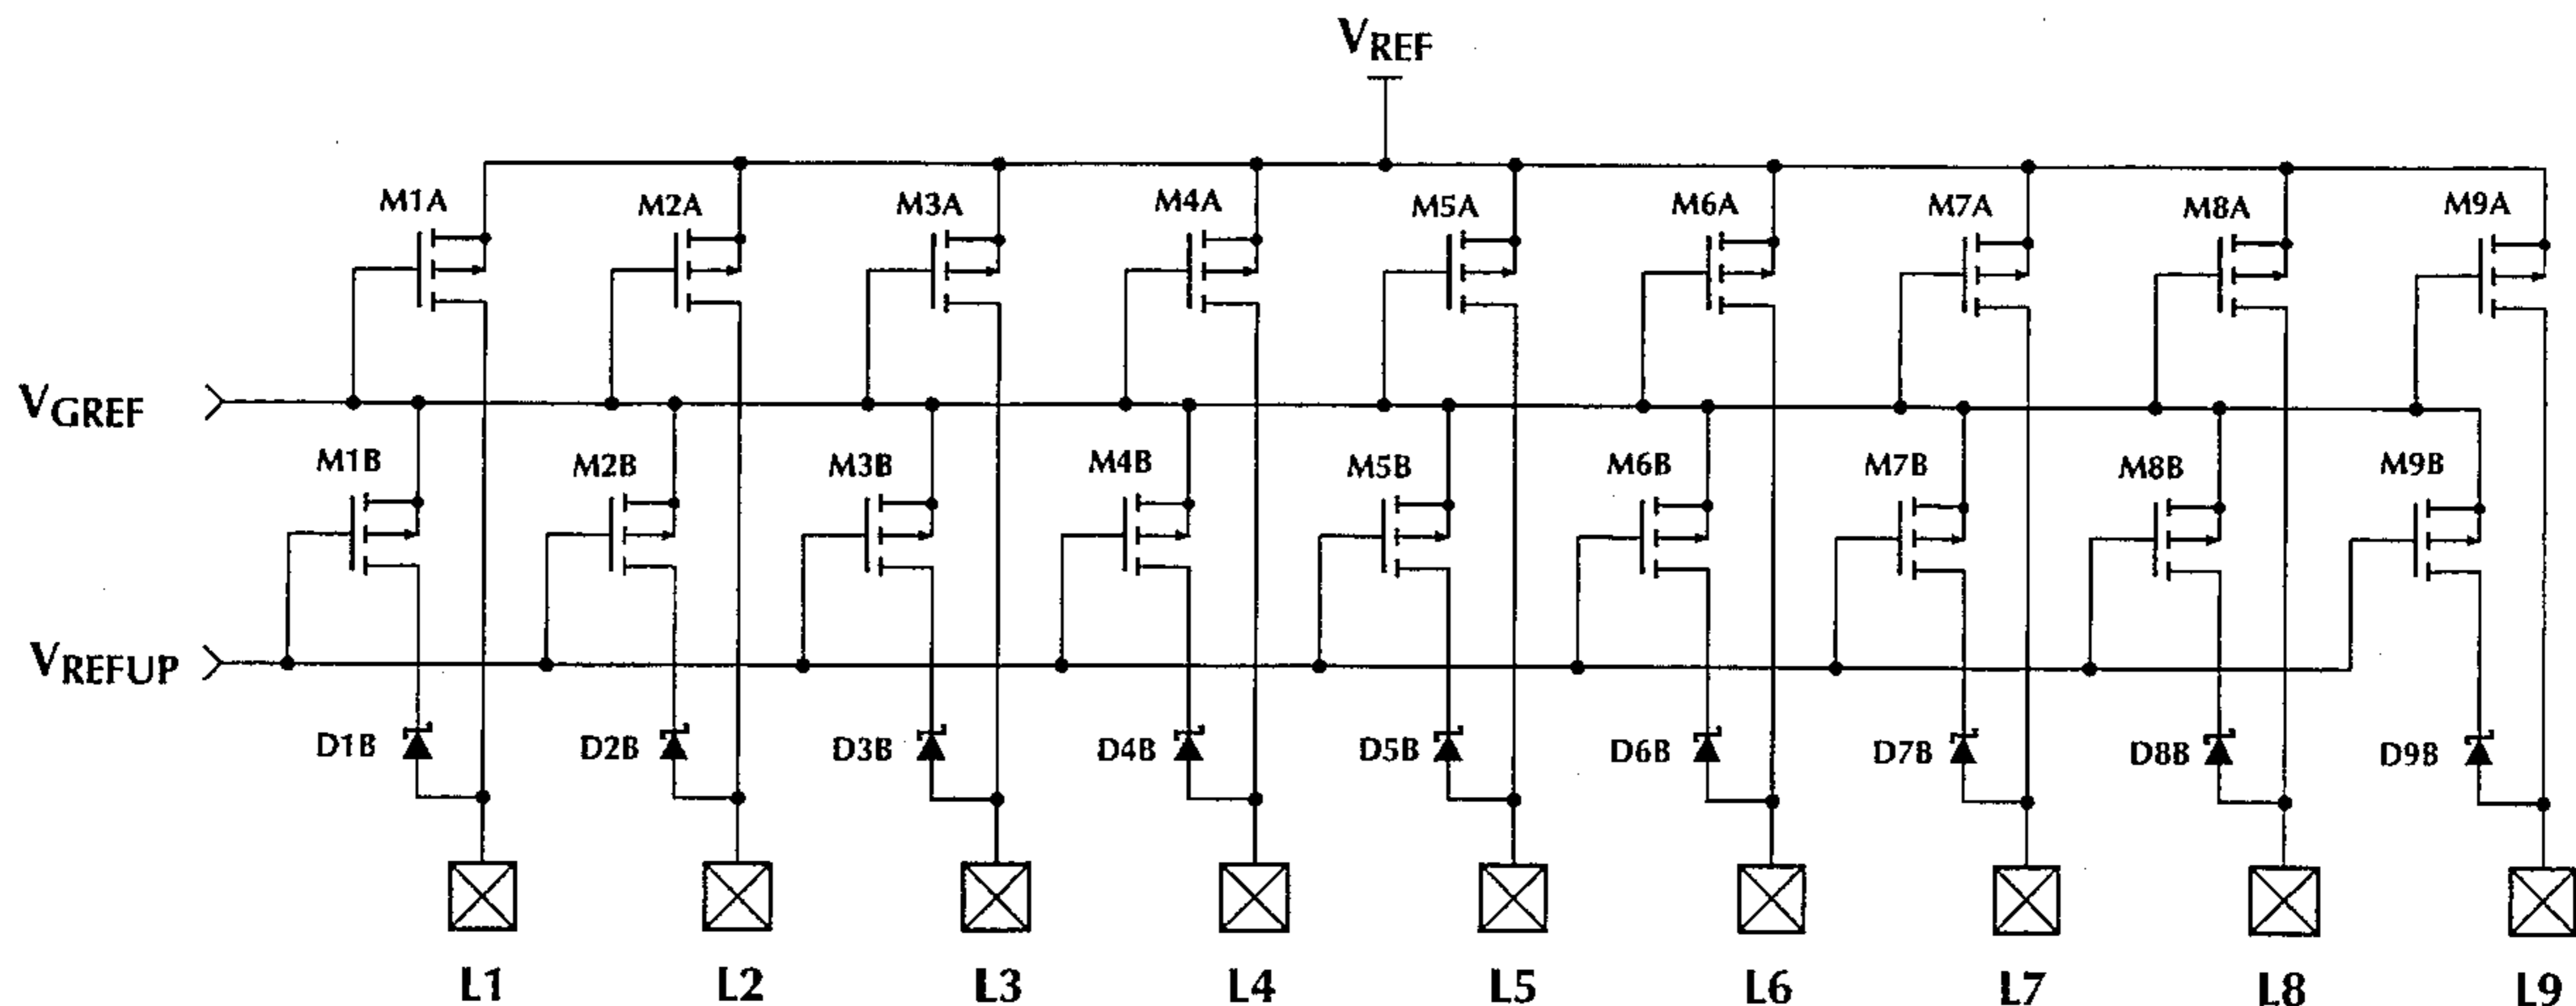 VREF
M1A M2A M3A M4A M5A M6A M7A M8A M9A
VGREF
M1B M2B M3B M4B M5B M6B M7B M8B M9B
VREFUP
D1B D2B D3B D4B D5B D6B D7B D8B D9B
L1 L2 L3 L4 L5 L6 L7 L8 L9